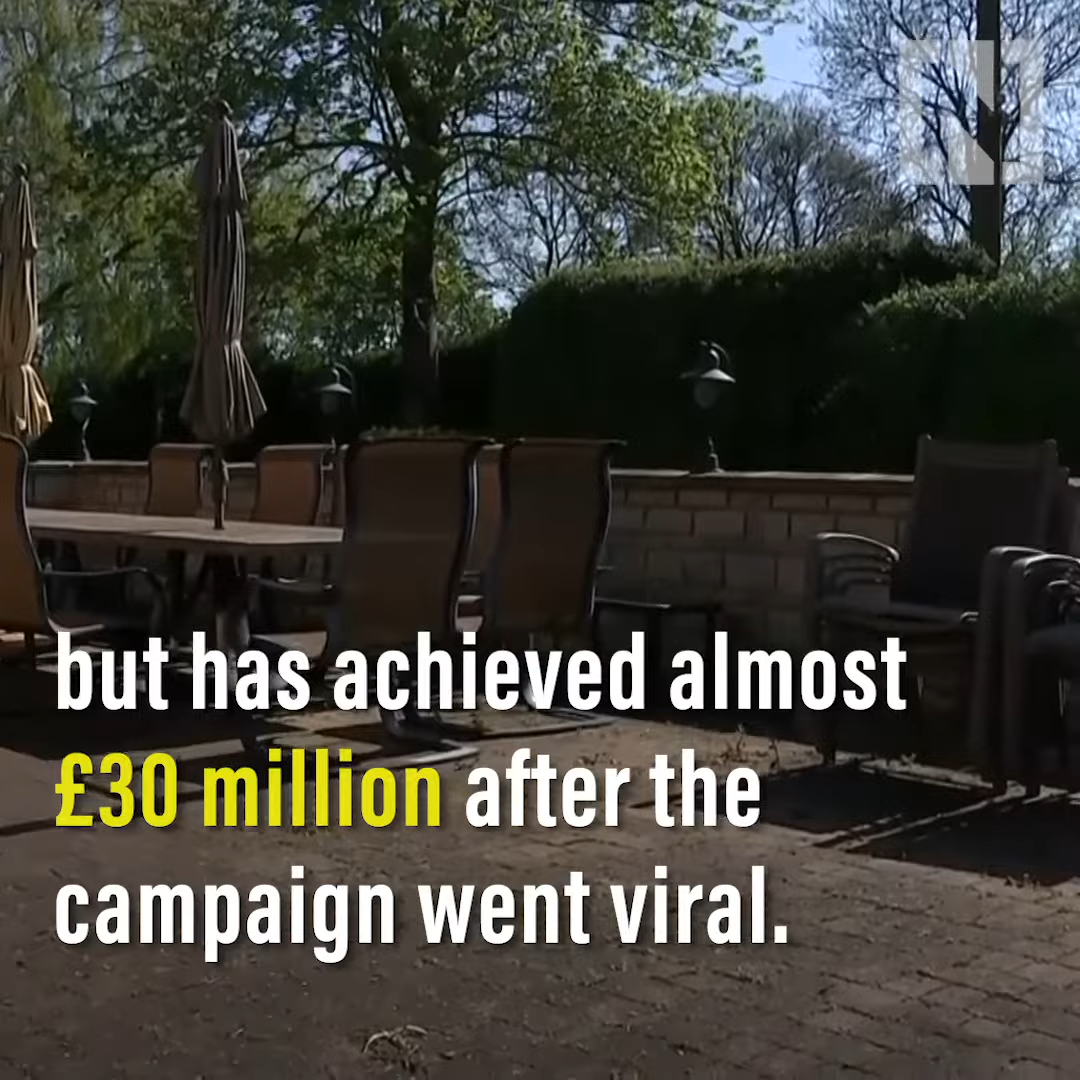 but has achieved almost
£30 million after the
campaign went viral.